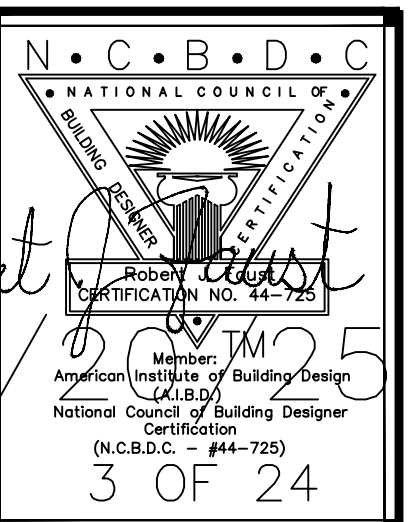 N • C • B • D • C
• NATIONAL COUNCIL OF •
BUILDING DESIGNER
CERTIFICATION
Robert J. Faust
CERTIFICATION NO. 44-725
TM
Member:
American Institute of Building Design
(A.I.B.D.)
National Council of Building Designer
Certification
(N.C.B.D.C. - #44-725)
3 OF 24